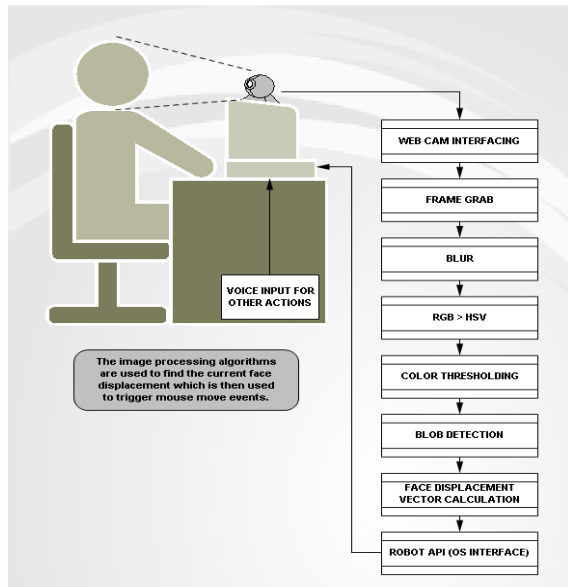 WEB CAM INTERFACING
FRAME GRAB
BLUR
RGB > HSV
COLOR THRESHOLDING
BLOB DETECTION
FACE DISPLACEMENT
VECTOR CALCULATION
ROBOT API (OS INTERFACE)
VOICE INPUT FOR
OTHER ACTIONS
The image processing algorithms
are used to find the current face
displacement which is then used
to trigger mouse move events.